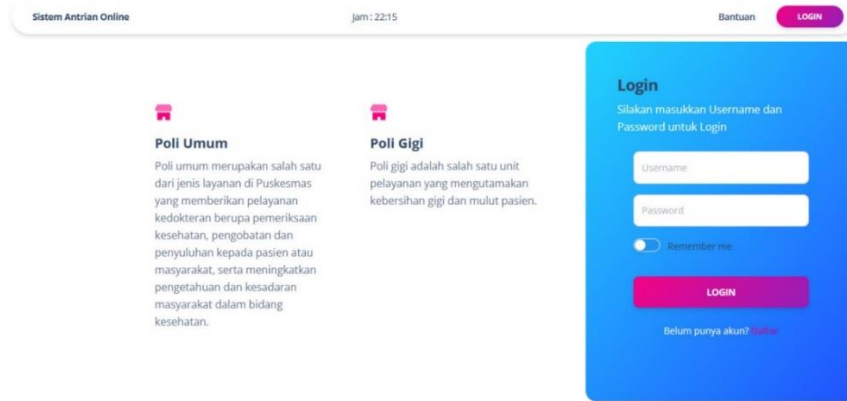 Sistem Antrian Online
Jam : 22:15
Bantuan
LOGIN
Poli Umum
Poli umum merupakan salah satu
dari jenis layanan di Puskesmas
yang memberikan pelayanan
kedokteran berupa pemeriksaan
kesehatan, pengobatan dan
penyuluhan kepada pasien atau
masyarakat, serta meningkatkan
pengetahuan dan kesadaran
masyarakat dalam bidang
kesehatan.
Poli Gigi
Poli gigi adalah salah satu unit
pelayanan yang mengutamakan
kebersihan gigi dan mulut pasien.
Login
Silakan masukkan Username dan
Password untuk Login
Username
Password
Remember me
LOGIN
Belum punya akun? Daftar